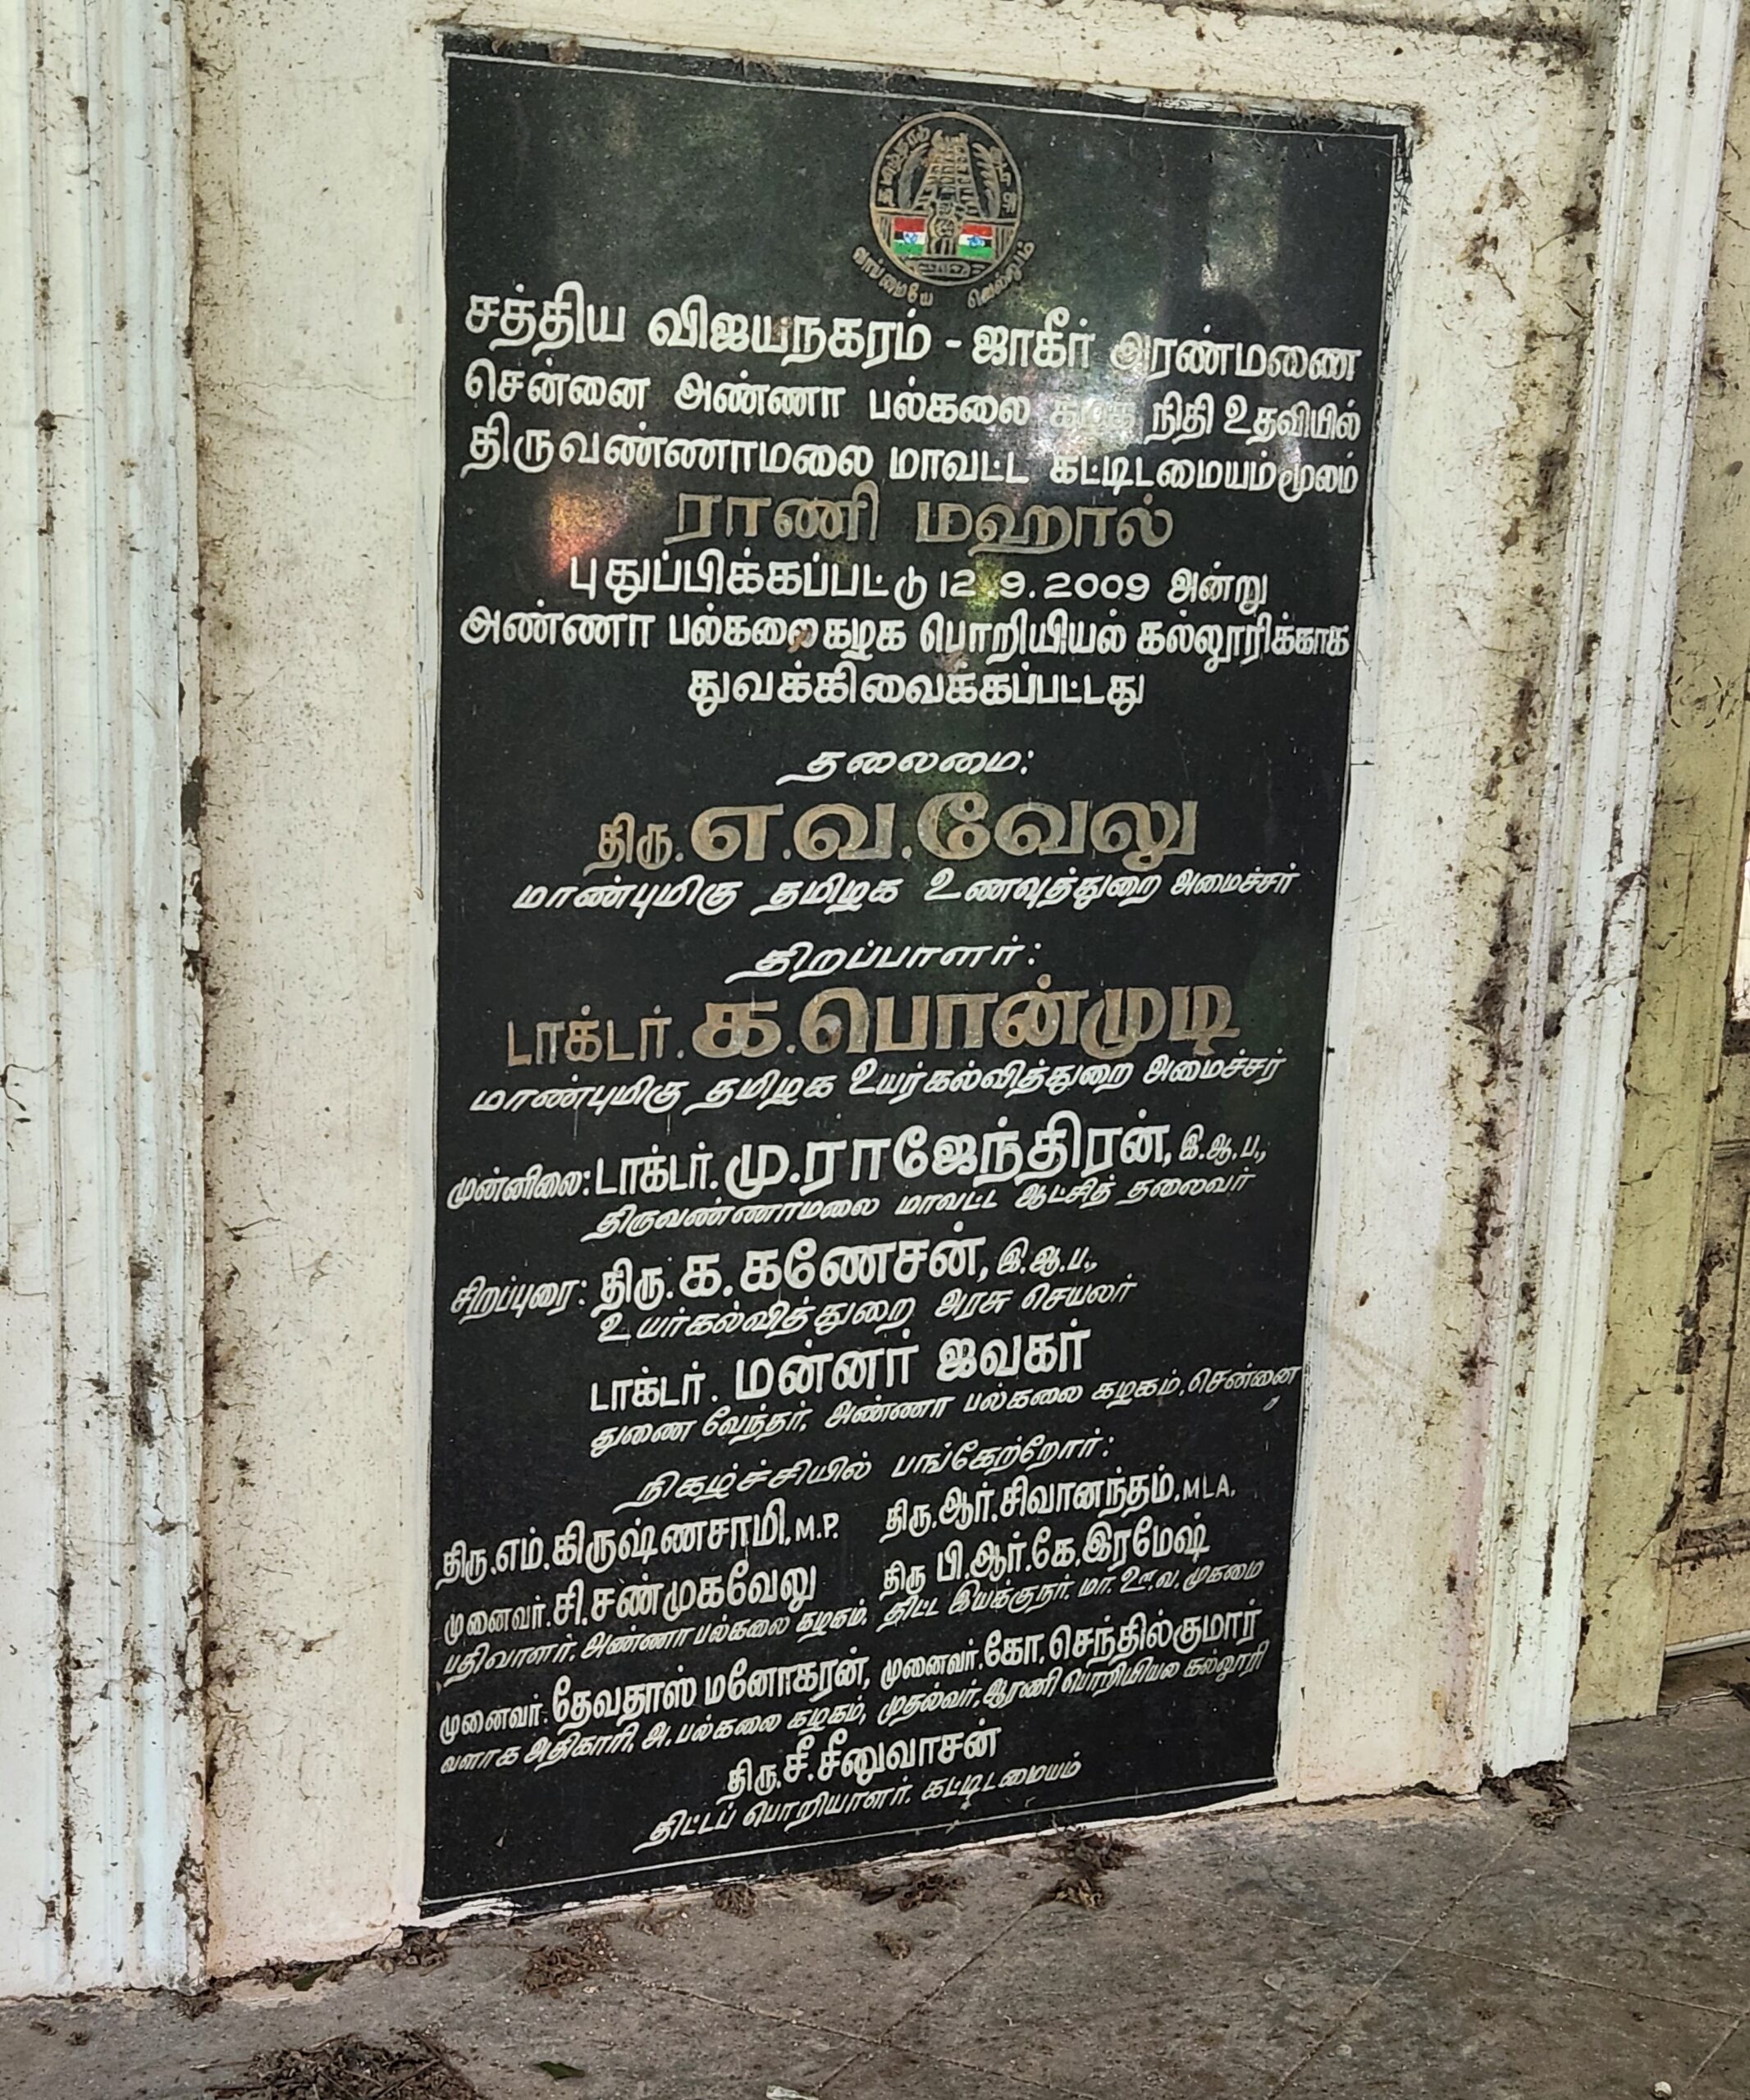 தமிழ்நாடு அரசு
வாய்மையே வெல்லும்
சத்திய விஜயநகரம் - ஜாகீர் அரண்மணை
சென்னை அண்ணா பல்கலை கழக நிதி உதவியில்
திருவண்ணாமலை மாவட்ட கட்டிடமையம் மூலம்
ராணி மஹால்
புதுப்பிக்கப்பட்டு 12.9.2009 அன்று
அண்ணா பல்கலைகழக பொறியியல் கல்லூரிக்காக
துவக்கிவைக்கப்பட்டது
தலைமை:
திரு. எ.வ.வேலு
மாண்புமிகு தமிழக உணவுத்துறை அமைச்சர்
திறப்பாளர்:
டாக்டர். க.பொன்முடி
மாண்புமிகு தமிழக உயர்கல்வித்துறை அமைச்சர்
முன்னிலை: டாக்டர். மு.ராஜேந்திரன், இ.ஆ.ப.,
திருவண்ணாமலை மாவட்ட ஆட்சித் தலைவர்
சிறப்புரை: திரு. க.கணேசன், இ.ஆ.ப.,
உயர்கல்வித்துறை அரசு செயலர்
டாக்டர். மன்னர் ஜவகர்
துணை வேந்தர், அண்ணா பல்கலை கழகம், சென்னை
நிகழ்ச்சியில் பங்கேற்றோர்:
திரு.எம்.கிருஷ்ணசாமி, M.P. திரு.ஆர்.சிவானந்தம், MLA.
முனைவர்.சி.சண்முகவேலு திரு பி.ஆர்.கே.இரமேஷ்
பதிவாளர், அண்ணா பல்கலை கழகம், திட்ட இயக்குநர், மா.ஊ.வ.முகமை
முனைவர். தேவதாஸ் மனோகரன், முனைவர்.கோ.செந்தில்குமார்
வளாக அதிகாரி, அ.பல்கலை கழகம், முதல்வர், ஆரணி பொறியியல் கல்லூரி
திரு.சீ.சீனுவாசன்
திட்டப் பொறியாளர், கட்டிடமையம்